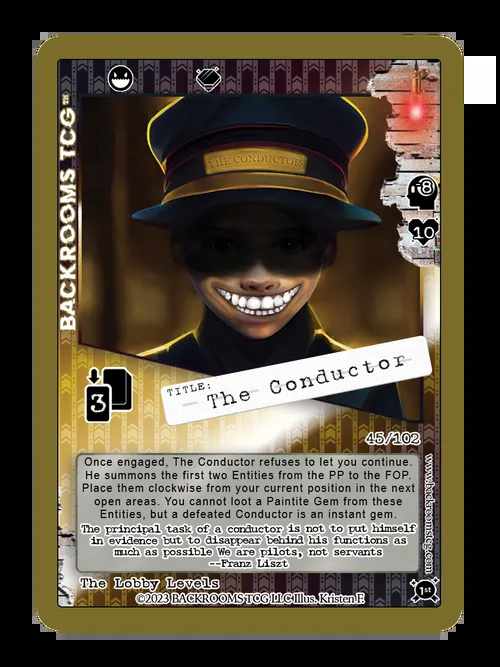 BACKROOMS TCG™
THE CONDUCTOR
8
10
3
TITLE:
The Conductor
45/102
Once engaged, The Conductor refuses to let you continue.
He summons the first two Entities from the PP to the FOP.
Place them clockwise from your current position in the next
open areas. You cannot loot a Paintite Gem from these
Entities, but a defeated Conductor is an instant gem.
The principal task of a conductor is not to put himself
in evidence but to disappear behind his functions as
much as possible We are pilots, not servants
--Franz Liszt
www.backroomstcg.com
The Lobby Levels
©2023 BACKROOMS TCG LLC Illus. Kristen F.
1st